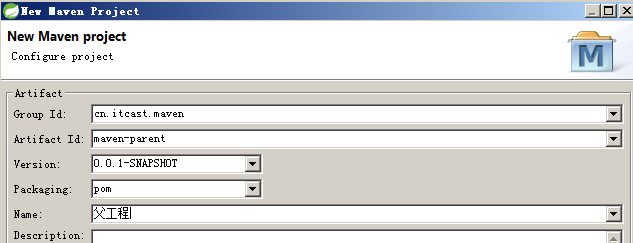 New Maven Project
New Maven project
Configure project
M
Artifact
Group Id: cn.itcast.maven
Artifact Id: maven-parent
Version: 0.0.1-SNAPSHOT
Packaging: pom
Name: 父工程
Description: